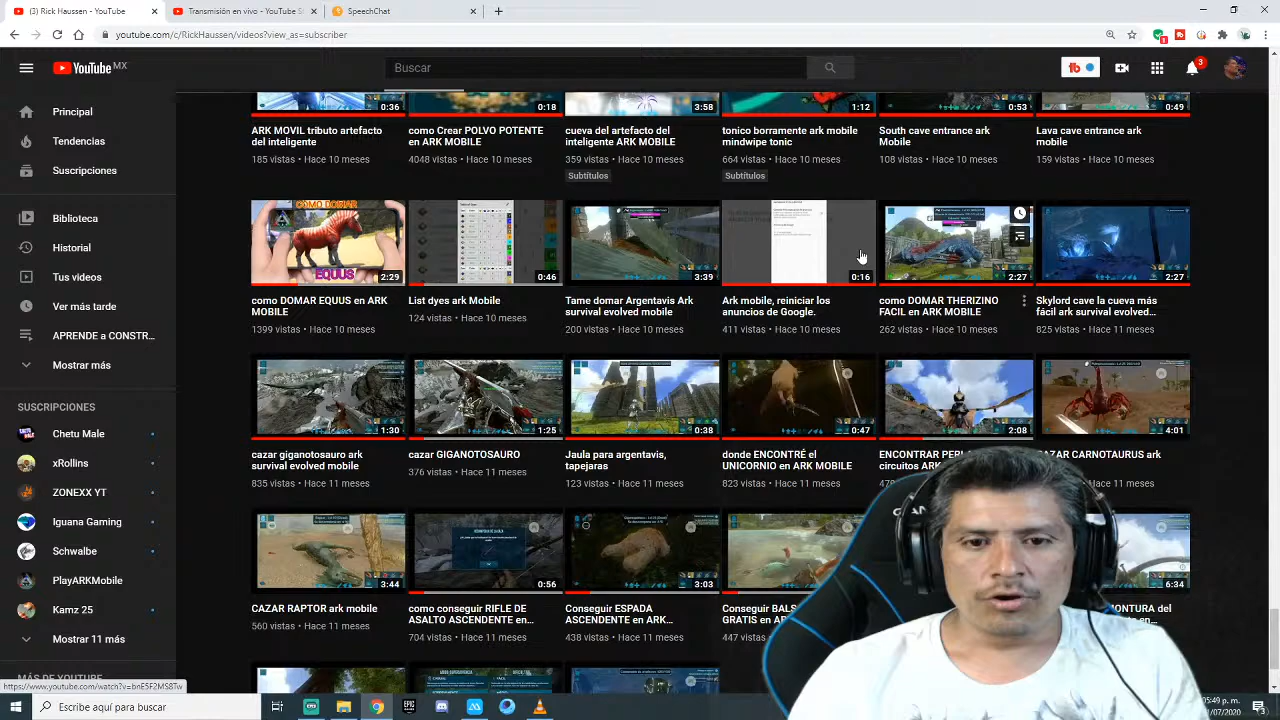 (3) Rick Haussen - YouTube
Transmisión en vivo - YouTube S
SpeechChat
youtube.com/c/RickHaussen/videos?view_as=subscriber
YouTube MX
Buscar
3
Principal
Tendencias
Suscripciones
Biblioteca
Historial
Tus videos
Ver más tarde
APRENDE a CONSTR...
Mostrar más
SUSCRIPCIONES
Chetu Male
xRollins
ZONEXX YT
Gaming
Schwalbe
PlayARKMobile
Kamz 25
Mostrar 11 más
MÁS DE YOUTUBE
0:36
0:18
3:58
1:12
0:53
0:49
ARK MOVIL tributo artefacto
del inteligente
185 vistas • Hace 10 meses
como Crear POLVO POTENTE
en ARK MOBILE
4048 vistas • Hace 10 meses
cueva del artefacto del
inteligente ARK MOBILE
359 vistas • Hace 10 meses
Subtítulos
tonico borramente ark mobile
mindwipe tonic
664 vistas • Hace 10 meses
Subtítulos
South cave entrance ark
Mobile
108 vistas • Hace 10 meses
Lava cave entrance ark
mobile
159 vistas • Hace 10 meses
COMO DOMAR
EQUUS
2:29
0:46
3:39
0:16
2:27
2:27
como DOMAR EQUUS en ARK
MOBILE
1399 vistas • Hace 10 meses
List dyes ark Mobile
124 vistas • Hace 10 meses
Tame domar Argentavis Ark
survival evolved mobile
200 vistas • Hace 10 meses
Ark mobile, reiniciar los
anuncios de Google.
411 vistas • Hace 10 meses
como DOMAR THERIZINO
FACIL en ARK MOBILE
262 vistas • Hace 10 meses
Skylord cave la cueva más
fácil ark survival evolved...
825 vistas • Hace 11 meses
1:30
1:25
0:38
0:47
2:08
4:01
cazar giganotosauro ark
survival evolved mobile
835 vistas • Hace 11 meses
cazar GIGANOTOSAURO
376 vistas • Hace 11 meses
Jaula para argentavis,
tapejaras
123 vistas • Hace 11 meses
donde ENCONTRÉ el
UNICORNIO en ARK MOBILE
823 vistas • Hace 11 meses
ENCONTRAR
circuitos
CARNOTAURUS ark
Hace 11 meses
3:44
0:56
3:03
6:34
CAZAR RAPTOR ark mobile
560 vistas • Hace 11 meses
como conseguir RIFLE DE
ASALTO ASCENDENTE en...
704 vistas • Hace 11 meses
Conseguir ESPADA
ASCENDENTE en ARK...
438 vistas • Hace 11 meses
Conseguir
GRATIS en
447 vistas
del
https://www.youtube.com/watch?v=bnE5F2MS8Tw
Escribe aquí para buscar
EPIC
05:49 p. m.
/07/2020